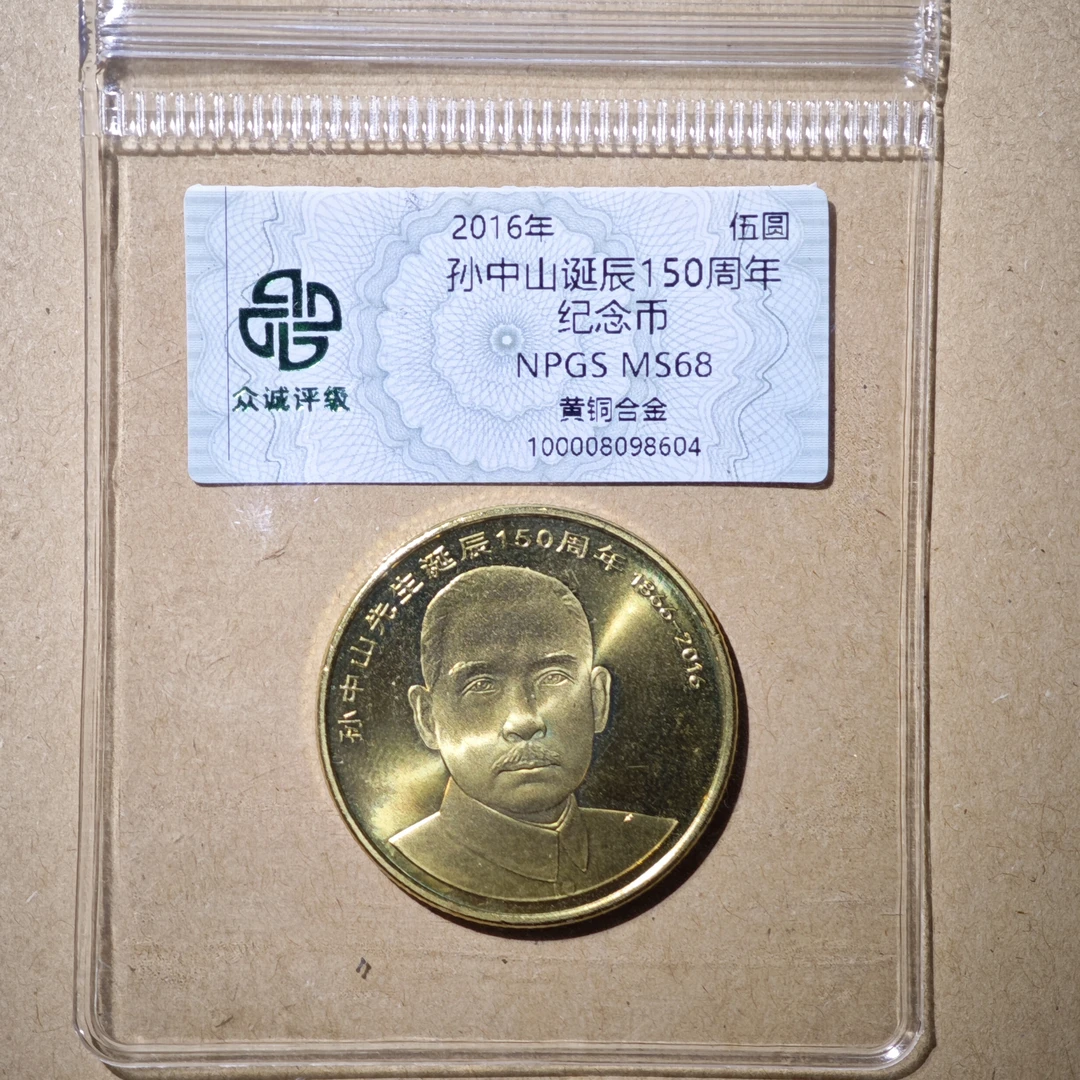 2016年 伍圆
孙中山诞辰150周年
纪念币
NPGS MS68
黄铜合金
100008098604
众诚评级
孙中山先生诞辰150周年 1866-2016